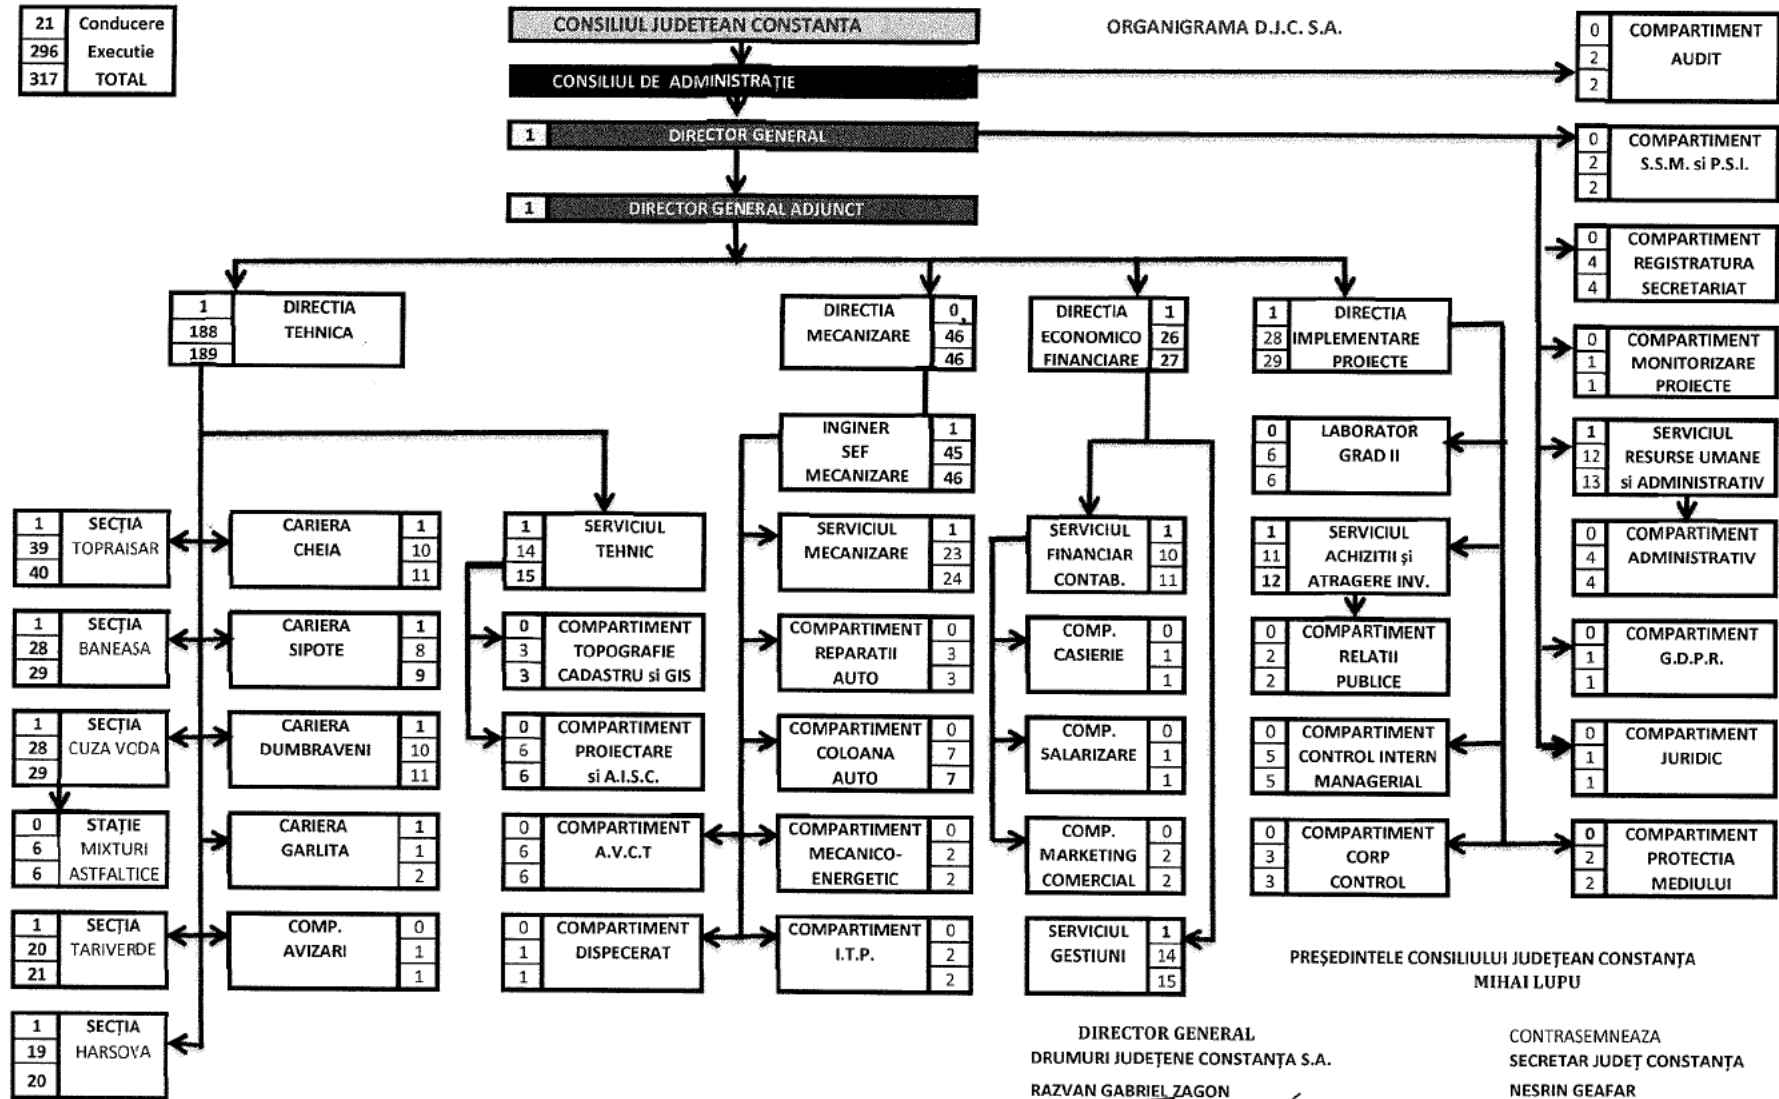 21 Conducere
296 Executie
317 TOTAL
CONSILIUL JUDETEAN CONSTANTA
ORGANIGRAMA D.J.C. S.A.
CONSILIUL DE ADMINISTRAȚIE
1 DIRECTOR GENERAL
1 DIRECTOR GENERAL ADJUNCT
0 COMPARTIMENT
2 AUDIT
2
0 COMPARTIMENT
2 S.S.M. si P.S.I.
2
0 COMPARTIMENT
4 REGISTRATURA
4 SECRETARIAT
0 COMPARTIMENT
1 MONITORIZARE
1 PROIECTE
1 SERVICIUL
12 RESURSE UMANE
13 si ADMINISTRATIV
0 COMPARTIMENT
4 ADMINISTRATIV
4
0 COMPARTIMENT
1 G.D.P.R.
1
0 COMPARTIMENT
1 JURIDIC
1
0 COMPARTIMENT
2 PROTECTIA
2 MEDIULUI
1 DIRECTIA
188 TEHNICA
189
DIRECTIA 0
MECANIZARE 46
46
DIRECTIA 1
ECONOMICO 26
FINANCIARE 27
1 DIRECTIA
28 IMPLEMENTARE
29 PROIECTE
1 SECȚIA
39 TOPRAISAR
40
1 SECȚIA
28 BANEASA
29
1 SECȚIA
28 CUZA VODA
29
0 STAȚIE
6 MIXTURI
6 ASTFALTICE
1 SECȚIA
20 TARIVERDE
21
1 SECȚIA
19 HARSOVA
20
CARIERA 1
CHEIA 10
11
CARIERA 1
SIPOTE 8
9
CARIERA 1
DUMBRAVENI 10
11
CARIERA 1
GARLITA 1
2
COMP. 0
AVIZARI 1
1
1 SERVICIUL
14 TEHNIC
15
0 COMPARTIMENT
3 TOPOGRAFIE
3 CADASTRU si GIS
0 COMPARTIMENT
6 PROIECTARE
6 si A.I.S.C.
0 COMPARTIMENT
6 A.V.C.T
6
0 COMPARTIMENT
1 DISPECERAT
1
INGINER 1
SEF 45
MECANIZARE 46
SERVICIUL 1
MECANIZARE 23
24
COMPARTIMENT 0
REPARATII 3
AUTO 3
COMPARTIMENT 0
COLOANA 7
AUTO 7
COMPARTIMENT 0
MECANICO- 2
ENERGETIC 2
COMPARTIMENT 0
I.T.P. 2
2
SERVICIUL 1
FINANCIAR 10
CONTAB. 11
COMP. 0
CASIERIE 1
1
COMP. 0
SALARIZARE 1
1
COMP. 0
MARKETING 2
COMERCIAL 2
SERVICIUL 1
GESTIUNI 14
15
0 LABORATOR
6 GRAD II
6
1 SERVICIUL
11 ACHIZITII și
12 ATRAGERE INV.
0 COMPARTIMENT
2 RELATII
2 PUBLICE
0 COMPARTIMENT
5 CONTROL INTERN
5 MANAGERIAL
0 COMPARTIMENT
3 CORP
3 CONTROL
PREȘEDINTELE CONSILIULUI JUDEȚEAN CONSTANȚA
MIHAI LUPU
DIRECTOR GENERAL
DRUMURI JUDEȚENE CONSTANȚA S.A.
RAZVAN GABRIEL ZAGON
CONTRASEMNEAZA
SECRETAR JUDEȚ CONSTANȚA
NESRIN GEAFAR